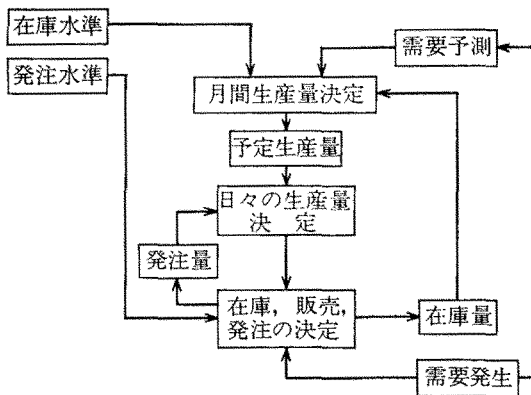 在庫水準
需要予測
発注水準
月間生産量決定
予定生産量
日々の生産量
決 定
発注量
在庫，販売，
発注の決定
在庫量
需要発生